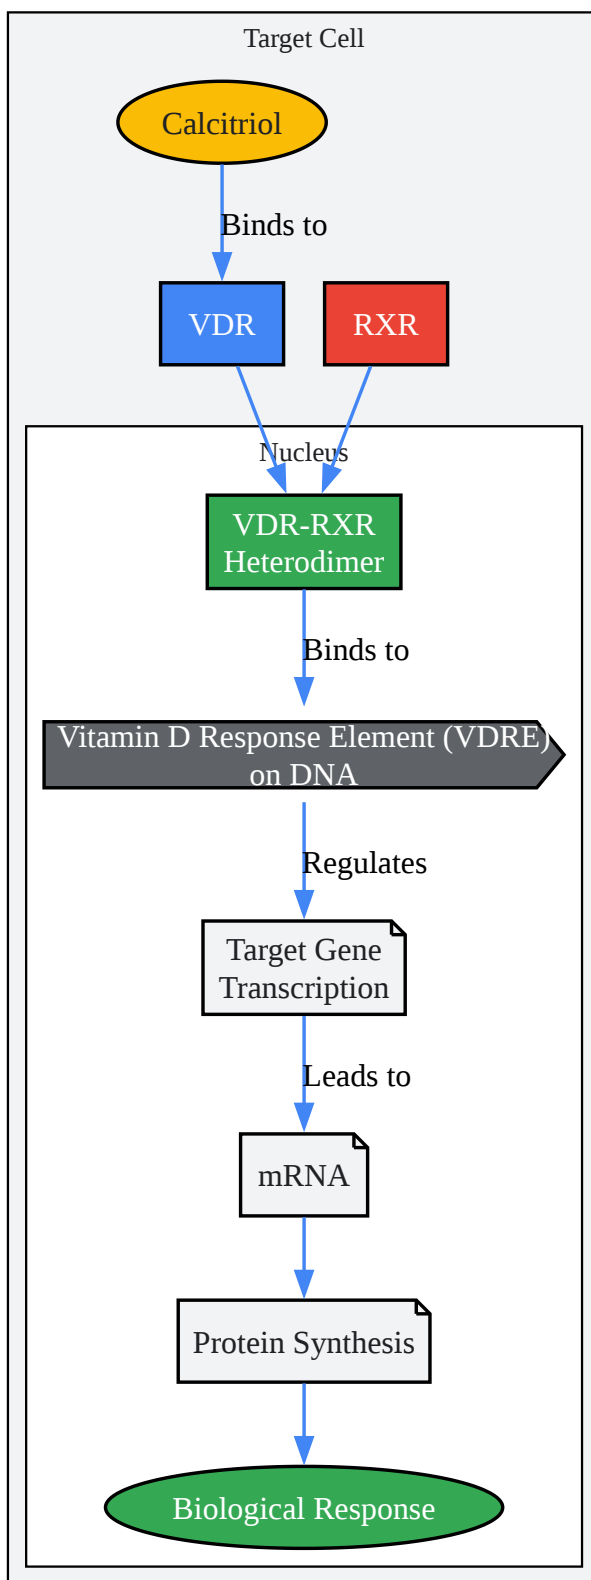 Target Cell
Calcitriol
Binds to
VDR
RXR
Nucleus
VDR-RXR
Heterodimer
Binds to
Vitamin D Response Element (VDRE)
on DNA
Regulates
Target Gene
Transcription
Leads to
mRNA
Protein Synthesis
Biological Response